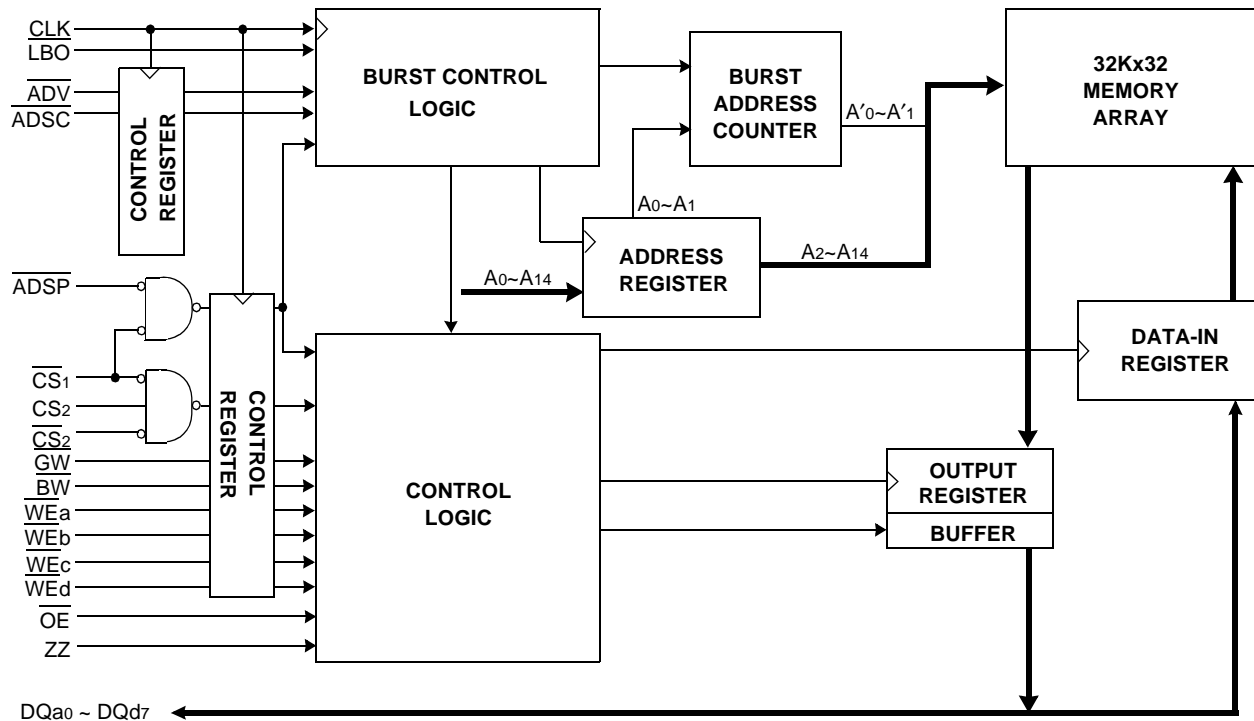 CLK
LBO
ADV
ADSC
CONTROL
REGISTER
BURST CONTROL
LOGIC
BURST
ADDRESS
COUNTER
A′0~A′1
32Kx32
MEMORY
ARRAY
A0~A1
ADDRESS
REGISTER
A2~A14
A0~A14
ADSP
CS1
CS2
CS2
GW
BW
WEa
WEb
WEc
WEd
OE
ZZ
CONTROL
REGISTER
CONTROL
LOGIC
DATA-IN
REGISTER
OUTPUT
REGISTER
BUFFER
DQa0 ~ DQd7